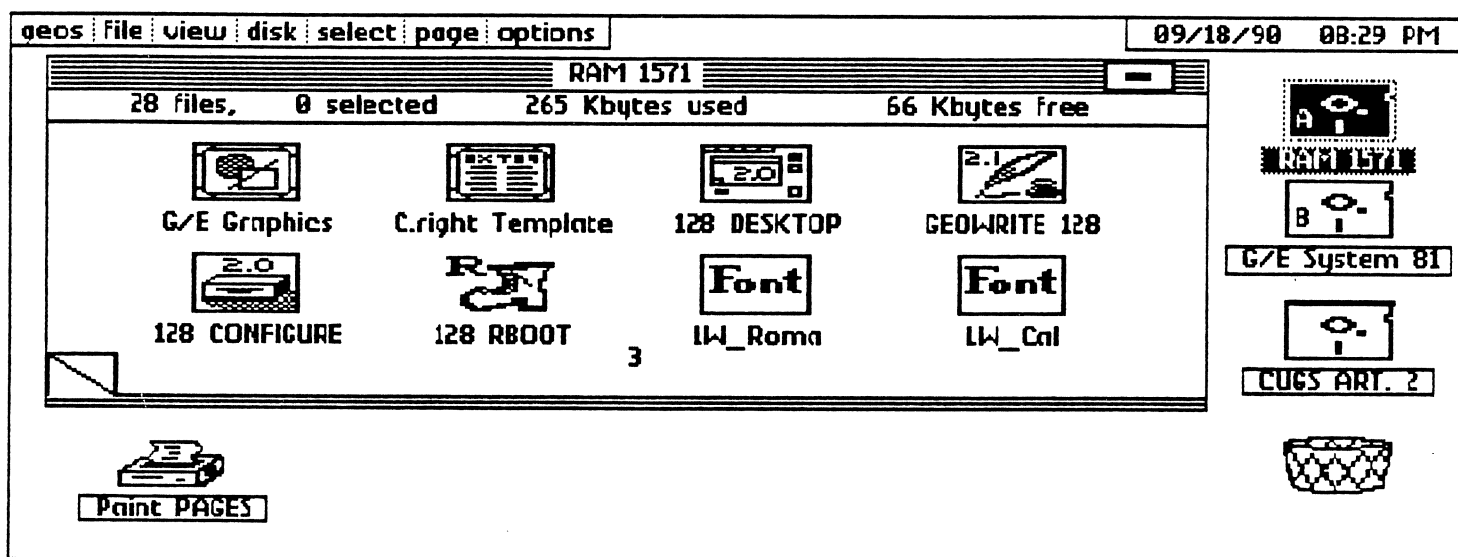 geos file view disk select page options 09/18/90 08:29 PM
RAM 1571
28 files, 0 selected 265 Kbytes used 66 Kbytes free
A
RAM 1571
2.0 2.1
G/E Graphics C.right Template 128 DESKTOP GEOWRITE 128
B
G/E System 81
2.0 R Font Font
128 CONFIGURE 128 RBOOT LW_Roma LW_Cal
3
CUGS ART. 2
Paint PAGES